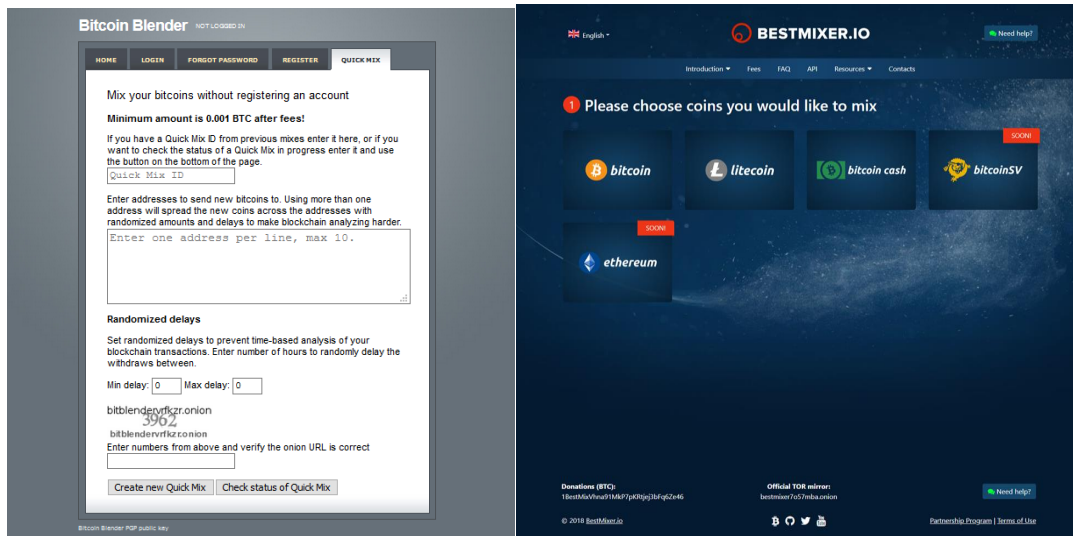 Bitcoin Blender NOT LOGGED IN
HOME LOGIN FORGOT PASSWORD REGISTER QUICK MIX
Mix your bitcoins without registering an account
Minimum amount is 0.001 BTC after fees!
If you have a Quick Mix ID from previous mixes enter it here, or if you
want to check the status of a Quick Mix in progress enter it and use
the button on the bottom of the page.
Quick Mix ID
Enter addresses to send new bitcoins to. Using more than one
address will spread the new coins across the addresses with
randomized amounts and delays to make blockchain analyzing harder.
Enter one address per line, max 10.
Randomized delays
Set randomized delays to prevent time-based analysis of your
blockchain transactions. Enter number of hours to randomly delay the
withdraws between.
Min delay: 0 Max delay: 0
bitblendervrfkzr.onion
3962
bitblendervrfkzr.onion
Enter numbers from above and verify the onion URL is correct
Create new Quick Mix Check status of Quick Mix
Bitcoin Blender PGP public key
English
BESTMIXER.IO
Need help?
Introduction Fees FAQ API Resources Contacts
1 Please choose coins you would like to mix
bitcoin
litecoin
bitcoin cash
SOON!
bitcoinSV
SOON!
ethereum
Donations (BTC):
1BestMixVhna91MkP7pKRtjej3bFq6Ze46
Official TOR mirror:
bestmixer7o57mba.onion
Need help?
© 2018 BestMixer.io
Partnership Program | Terms of Use